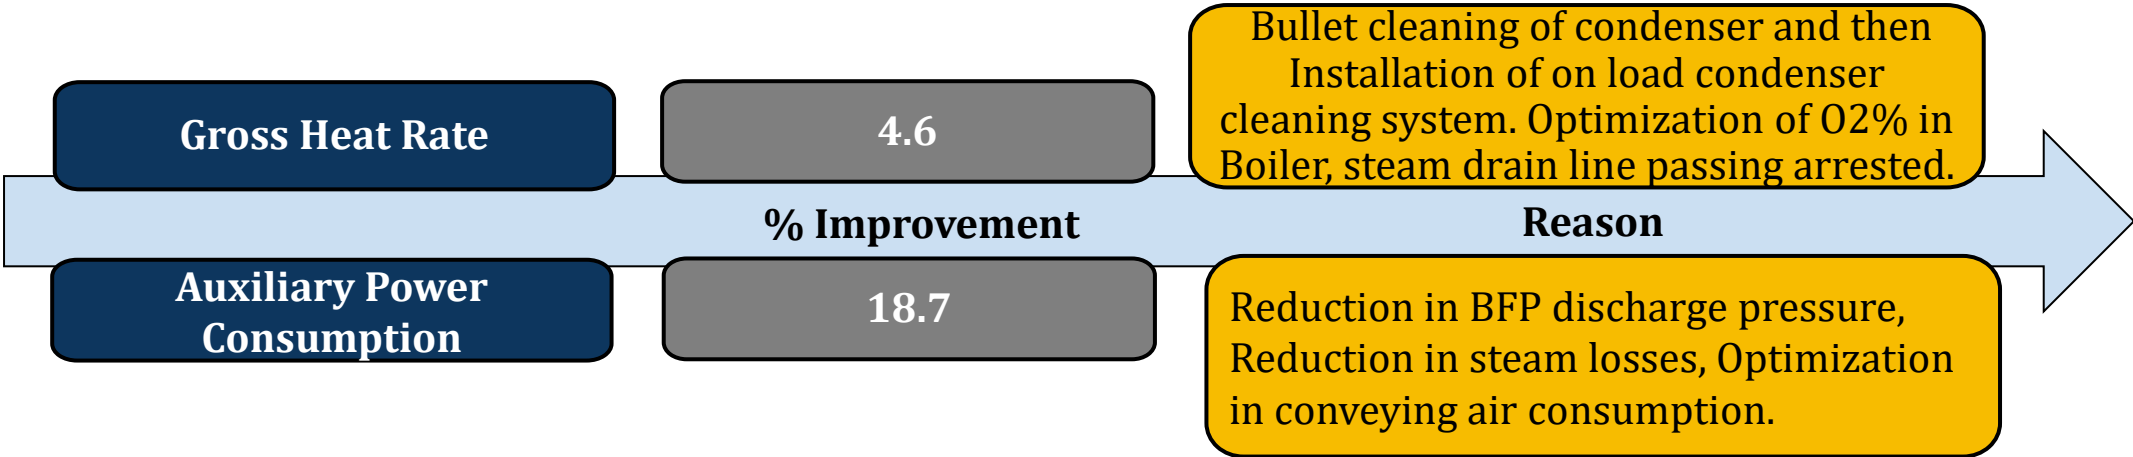 Gross Heat Rate
4.6
Bullet cleaning of condenser and then
Installation of on load condenser
cleaning system. Optimization of O2% in
Boiler, steam drain line passing arrested.
% Improvement
Reason
Auxiliary Power
Consumption
18.7
Reduction in BFP discharge pressure,
Reduction in steam losses, Optimization
in conveying air consumption.